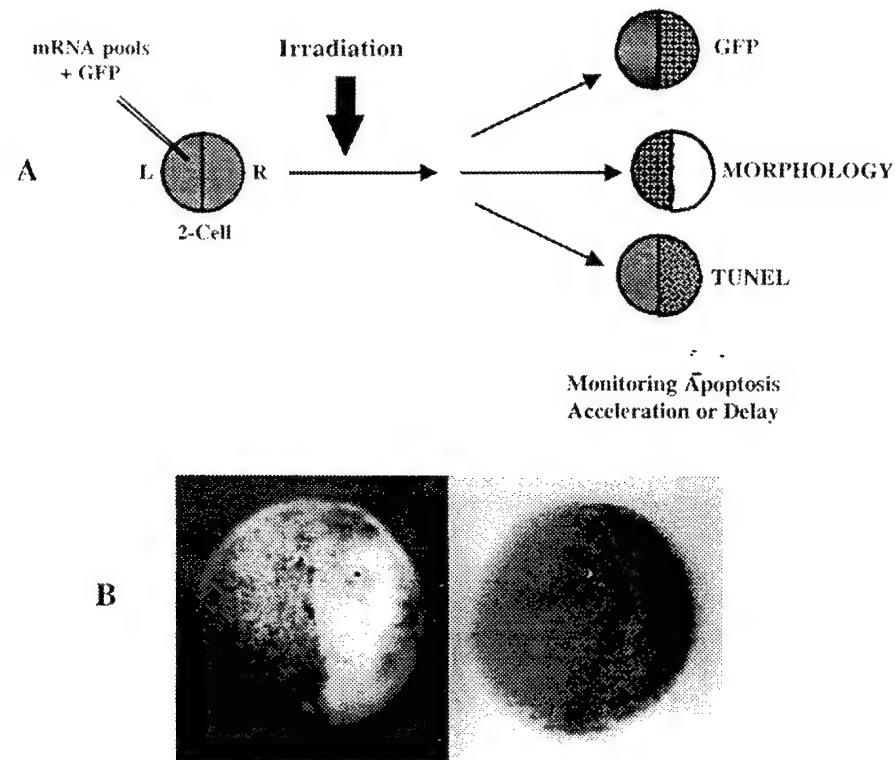 mRNA pools
+ GFP
Irradiation
GFP
A
L
R
MORPHOLOGY
2-Cell
TUNEL
Monitoring Apoptosis
Acceleration or Delay
B